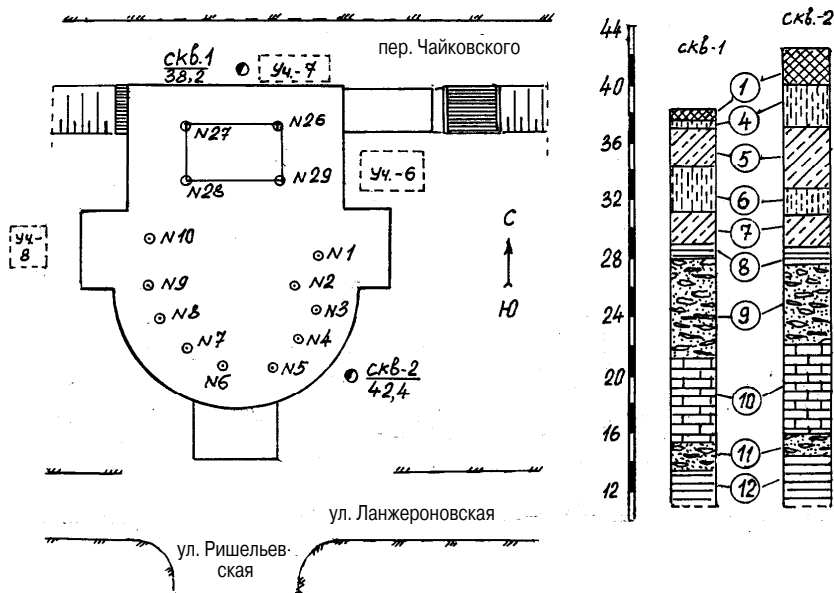 пер. Чайковского
скв.1
38,2
Уч.-7
N27
N26
N28
N29
Уч.-6
Уч.-
8
N10
N1
N9
N2
N8
N3
N7
N4
N6
N5
С
Ю
скв-2
42,4
ул. Ланжероновская
ул. Ришельев-
ская
44
40
36
32
28
24
20
16
12
скв-1
скв.-2
1
4
5
6
7
8
9
10
11
12